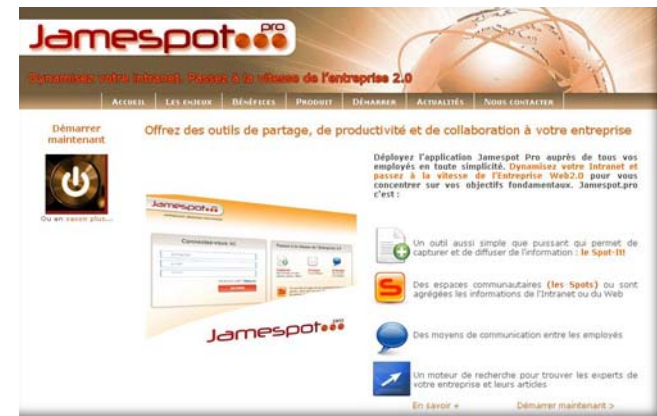 Jamespot pro
Dynamisez votre intranet. Passez à la vitesse de l'entreprise 2.0
ACCUEIL LES ENJEUX BÉNÉFICES PRODUIT DÉMARRER ACTUALITÉS NOUS CONTACTER
Démarrer
maintenant
Ou en savoir plus...
Offrez des outils de partage, de productivité et de collaboration à votre entreprise
Déployez l'application Jamespot Pro auprès de tous vos
employés en toute simplicité. Dynamisez votre Intranet et
passez à la vitesse de l'Entreprise Web2.0 pour vous
concentrer sur vos objectifs fondamentaux. Jamespot.pro
c'est :
Jamespot
Connectez-vous ici
Jamespot pro
Un outil aussi simple que puissant qui permet de
capturer et de diffuser de l'information : le Spot-It!
Des espaces communautaires (les Spots) ou sont
agrégées les informations de l'Intranet ou du Web
Des moyens de communication entre les employés
Un moteur de recherche pour trouver les experts de
votre entreprise et leurs articles
En savoir +
Démarrer maintenant >